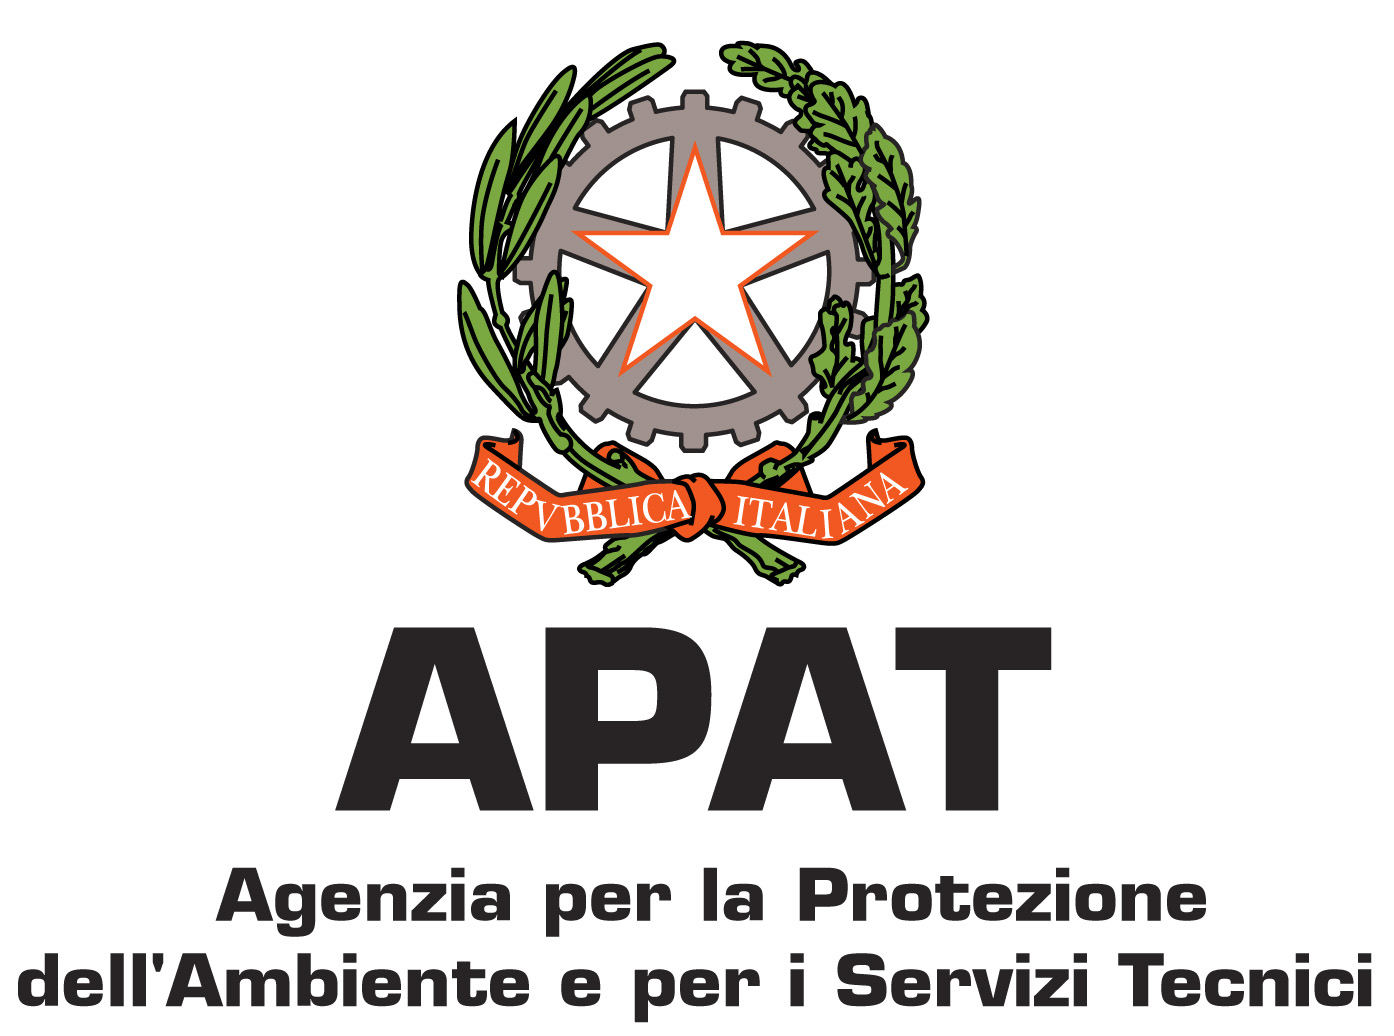 REPVBBLICA ITALIANA
APAT
Agenzia per la Protezione
dell'Ambiente e per i Servizi Tecnici